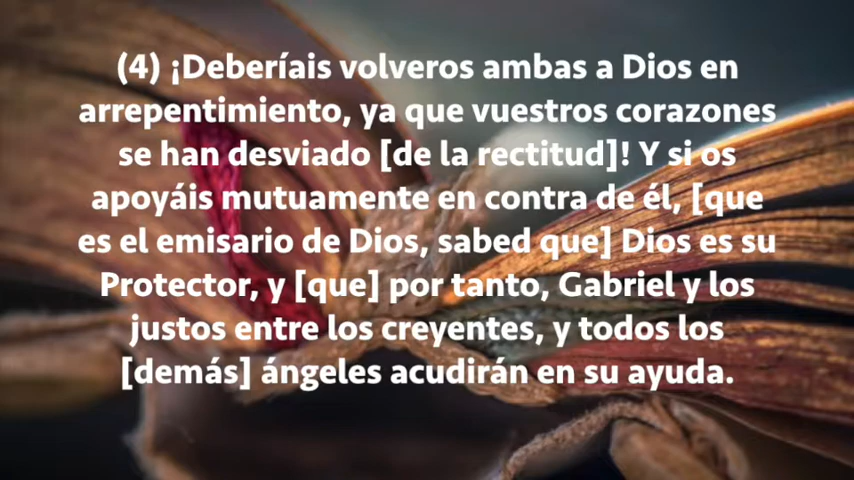 (4) ¡Deberíais volveros ambas a Dios en
arrepentimiento, ya que vuestros corazones
se han desviado [de la rectitud]! Y si os
apoyáis mutuamente en contra de él, [que
es el emisario de Dios, sabed que] Dios es su
Protector, y [que] por tanto, Gabriel y los
justos entre los creyentes, y todos los
[demás] ángeles acudirán en su ayuda.